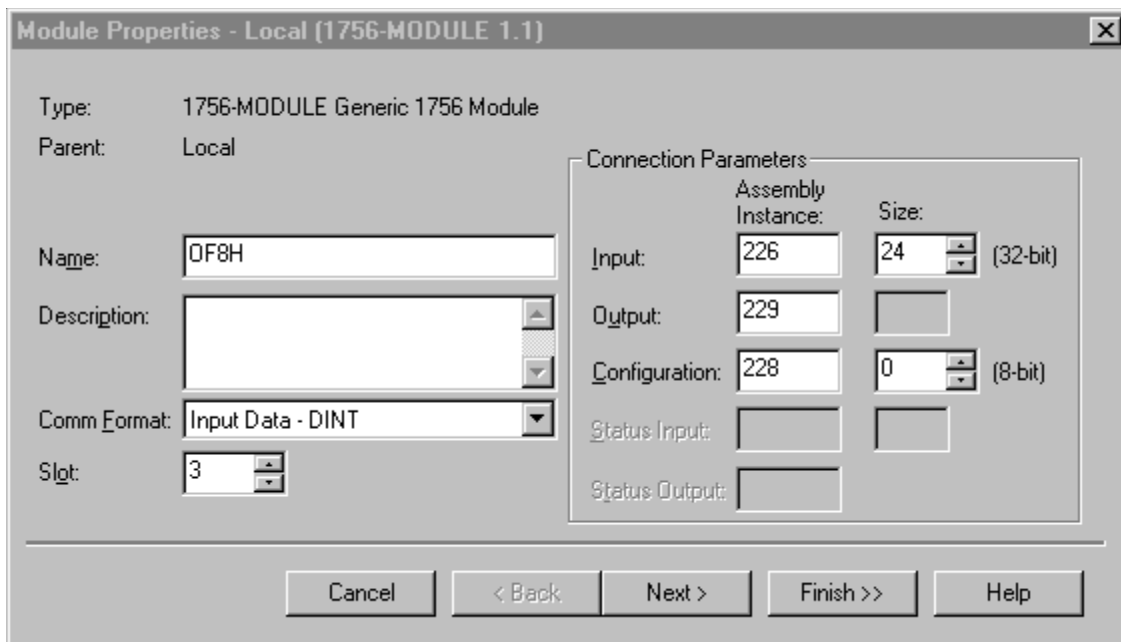 Module Properties - Local (1756-MODULE 1.1)
Type: 1756-MODULE Generic 1756 Module
Parent: Local
Connection Parameters
Assembly Instance: Size:
Name: OF8H
Input: 226 24 (32-bit)
Description:
Output: 229
Configuration: 228 0 (8-bit)
Comm Format: Input Data - DINT
Status Input:
Slot: 3
Status Output:
Cancel < Back Next > Finish >> Help